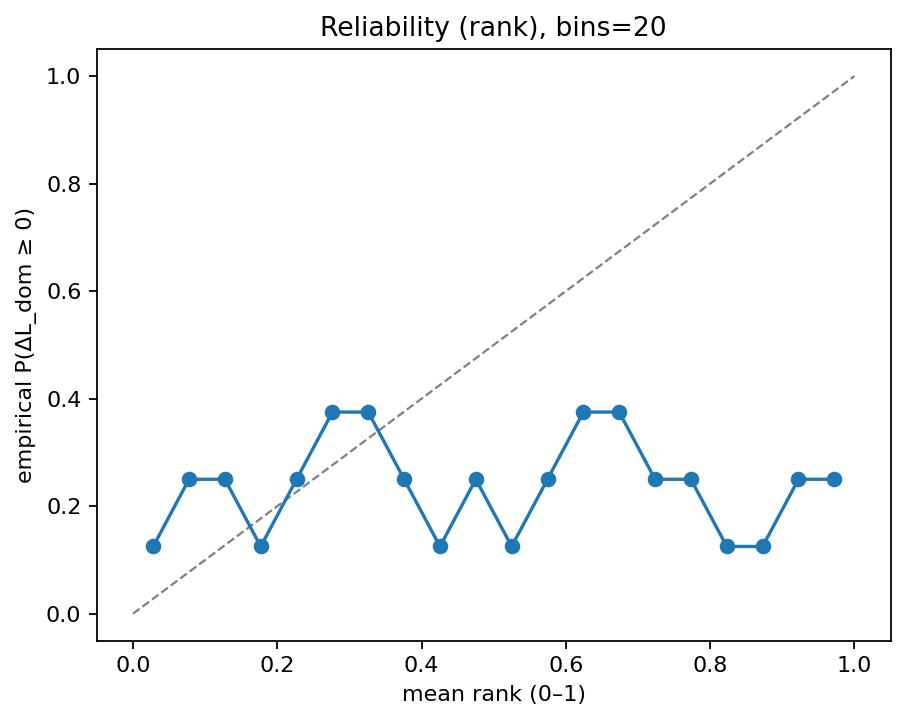 Reliability (rank), bins=20
empirical P(ΔL_dom ≥ 0)
1.0
0.8
0.6
0.4
0.2
0.0
0.0 0.2 0.4 0.6 0.8 1.0
mean rank (0–1)